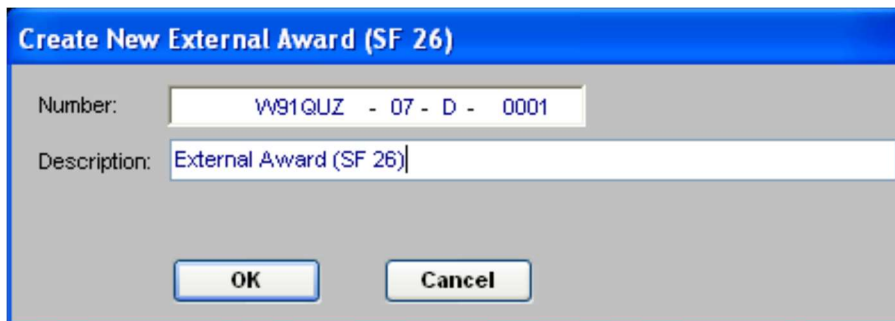 Create New External Award (SF 26)
Number: W91QUZ - 07 - D - 0001
Description: External Award (SF 26)
OK Cancel